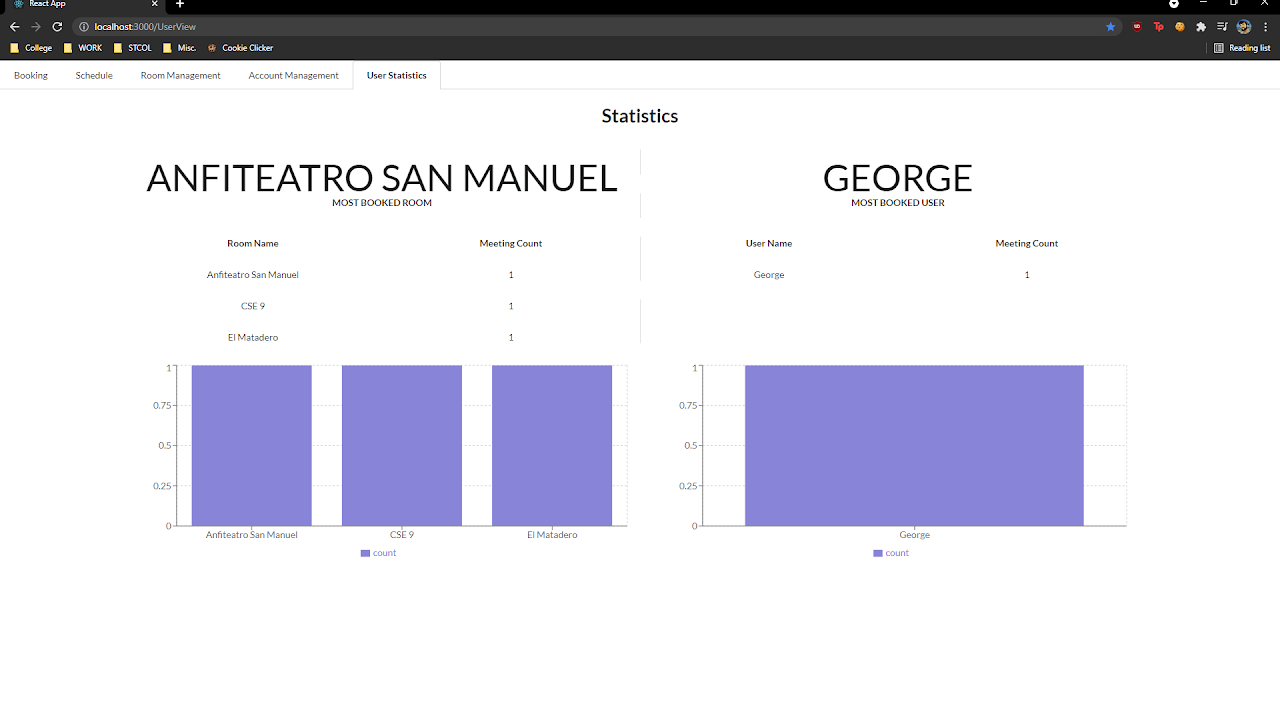 React App
localhost:3000/UserView
College WORK STCOL Misc. Cookie Clicker Reading list
Booking Schedule Room Management Account Management User Statistics
Statistics
ANFITEATRO SAN MANUEL
MOST BOOKED ROOM
Room Name Meeting Count
Anfiteatro San Manuel 1
CSE 9 1
El Matadero 1
1
0.75
0.5
0.25
0
Anfiteatro San Manuel CSE 9 El Matadero
count
GEORGE
MOST BOOKED USER
User Name Meeting Count
George 1
1
0.75
0.5
0.25
0
George
count